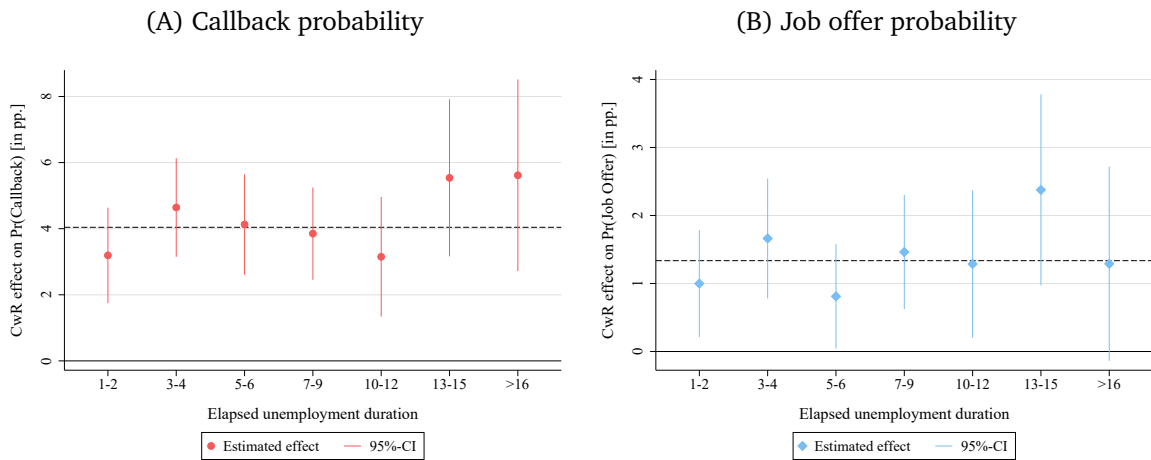 (A) Callback probability
CwR effect on Pr(Callback) [in pp.]
8
6
4
2
0
1-2 3-4 5-6 7-9 10-12 13-15 >16
Elapsed unemployment duration
Estimated effect 95%-CI
(B) Job offer probability
CwR effect on Pr(Job Offer) [in pp.]
4
3
2
1
0
1-2 3-4 5-6 7-9 10-12 13-15 >16
Elapsed unemployment duration
Estimated effect 95%-CI